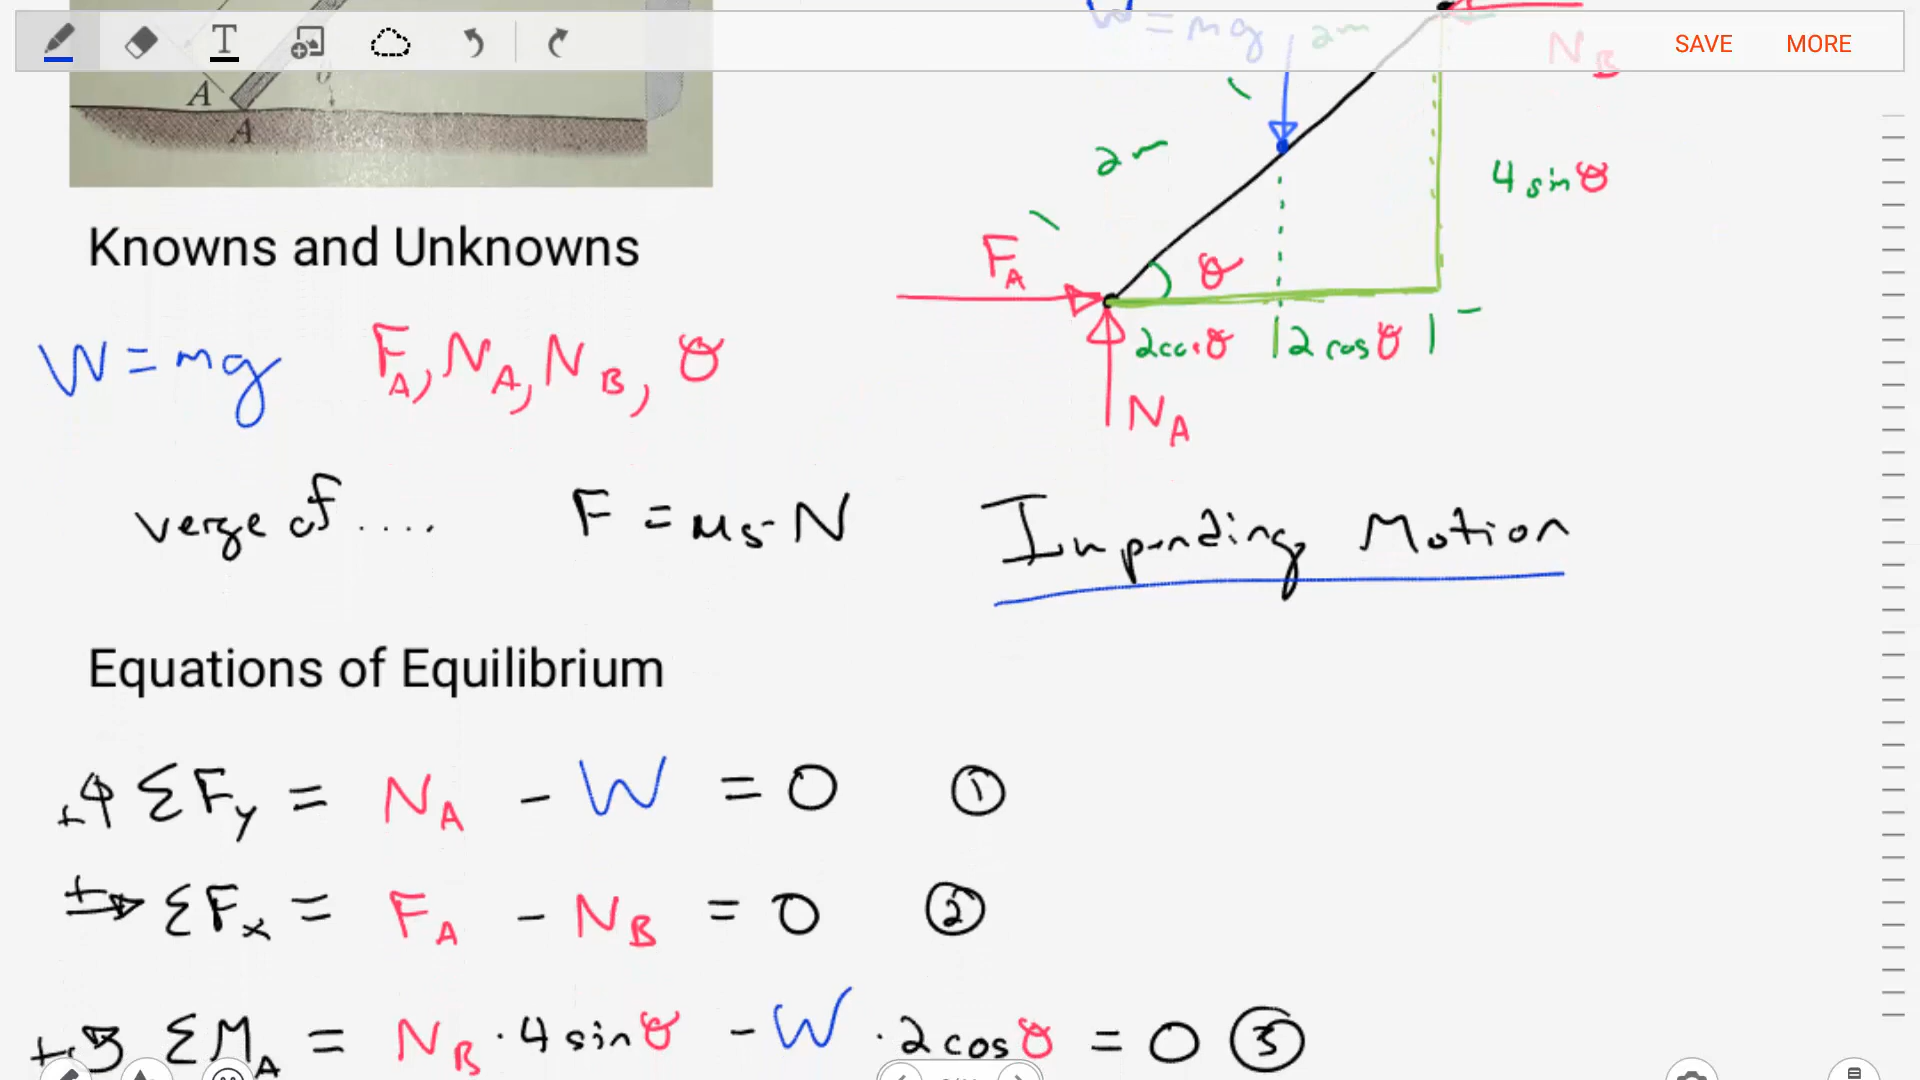 T
SAVE MORE
W = mg 2m
N_B
A
A
2m
4 sin θ
Knowns and Unknowns
F_A
θ
2cos θ 2 cos θ
W = mg F_A, N_A, N_B, θ
N_A
verge of .... F = μs · N Impending Motion
Equations of Equilibrium
+ ΣFy = N_A - W = 0 ①
+ ΣFx = F_A - N_B = 0 ②
+ ΣM_A = N_B · 4 sin θ - W · 2 cos θ = 0 ③